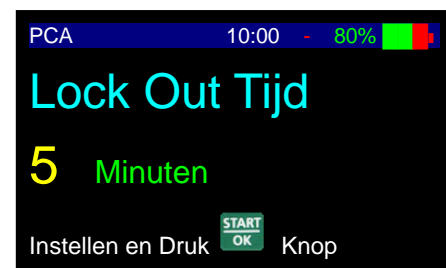 PCA 10:00 - 80%
Lock Out Tijd
5 Minuten
Instellen en Druk START OK Knop